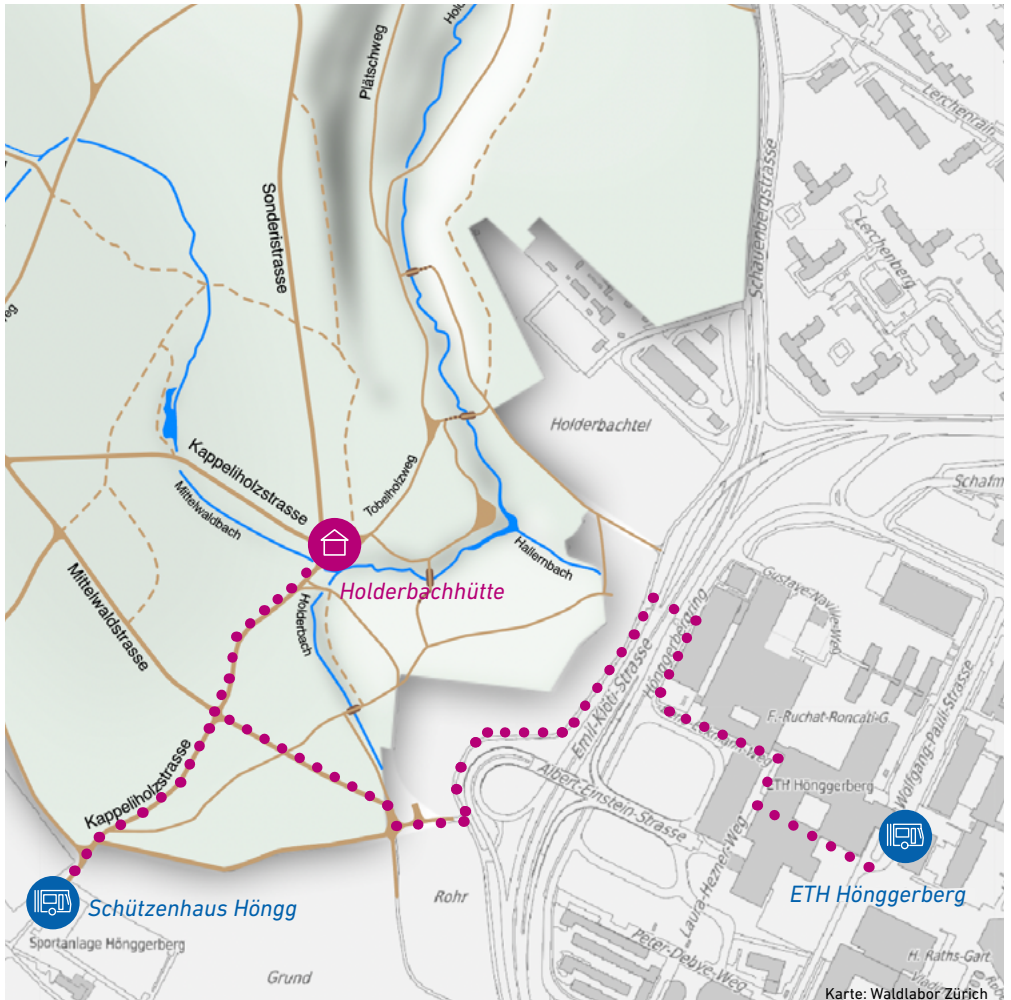 Plätschweg
Lerchenrain
Schauenbergstrasse
Sonderistrasse
Lerchenberg
Holderbachtel
Kappeliholzstrasse
Tobelholzweg
Mittelwaldbach
Schafm
Hallernbach
Holderbachhütte
Mittelwaldstrasse
Holderbach
Gustave-Naville-Weg
Hönggerbergring
Emil-Klöti-Strasse
F.-Ruchat-Roncati-G
Wolfgang-Pauli-Strasse
Albert-Einstein-Strasse
ETH Hönggerberg
Kappeliholzstrasse
Laura-Hezner-Weg
ETH Hönggerberg
Rohr
Schützenhaus Höngg
Sportanlage Hönggerberg
Peter-Debye-Weg
H. Raths-Gart
Grund
Karte: Waldlabor Zürich